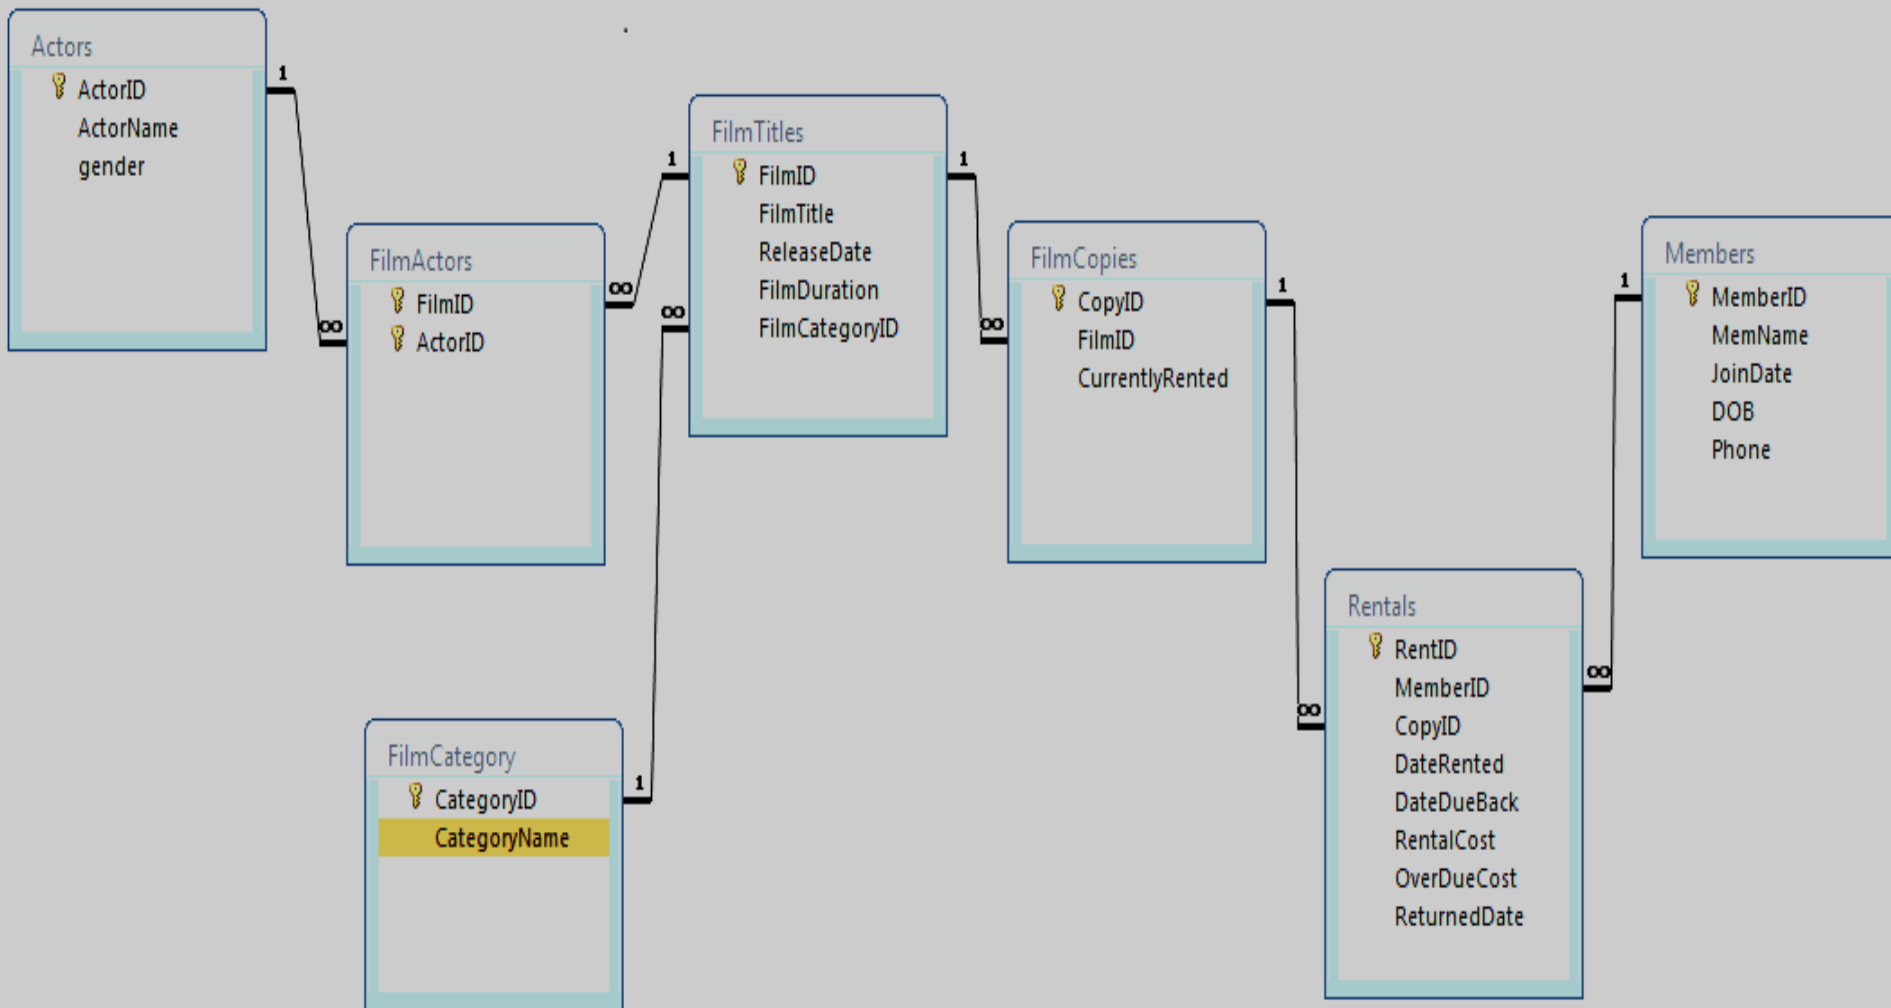 Actors
ActorID
ActorName
gender
1
∞
FilmActors
FilmID
ActorID
∞
1
FilmTitles
FilmID
FilmTitle
ReleaseDate
FilmDuration
FilmCategoryID
∞
1
FilmCategory
CategoryID
CategoryName
1
∞
FilmCopies
CopyID
FilmID
CurrentlyRented
1
∞
Rentals
RentID
MemberID
CopyID
DateRented
DateDueBack
RentalCost
OverDueCost
ReturnedDate
∞
1
Members
MemberID
MemName
JoinDate
DOB
Phone